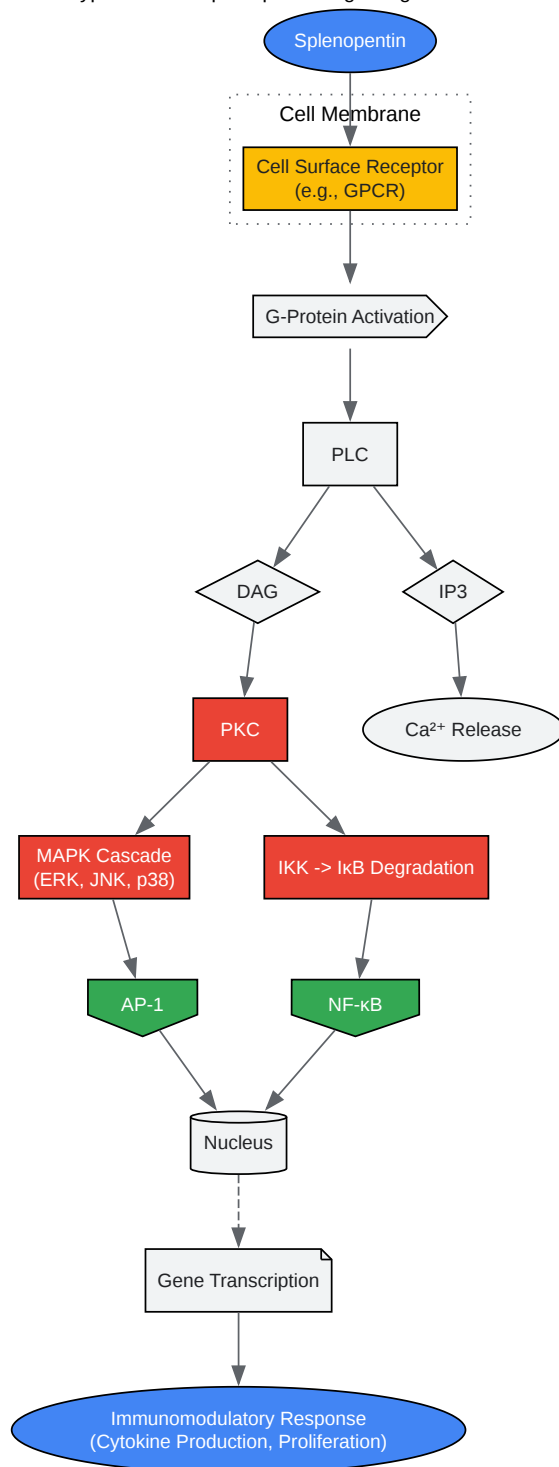 Splenopentin
Cell Membrane
Cell Surface Receptor
(e.g., GPCR)
G-Protein Activation
PLC
DAG
IP3
PKC
Ca²⁺ Release
MAPK Cascade
(ERK, JNK, p38)
IKK -> IκB Degradation
AP-1
NF-κB
Nucleus
Gene Transcription
Immunomodulatory Response
(Cytokine Production, Proliferation)